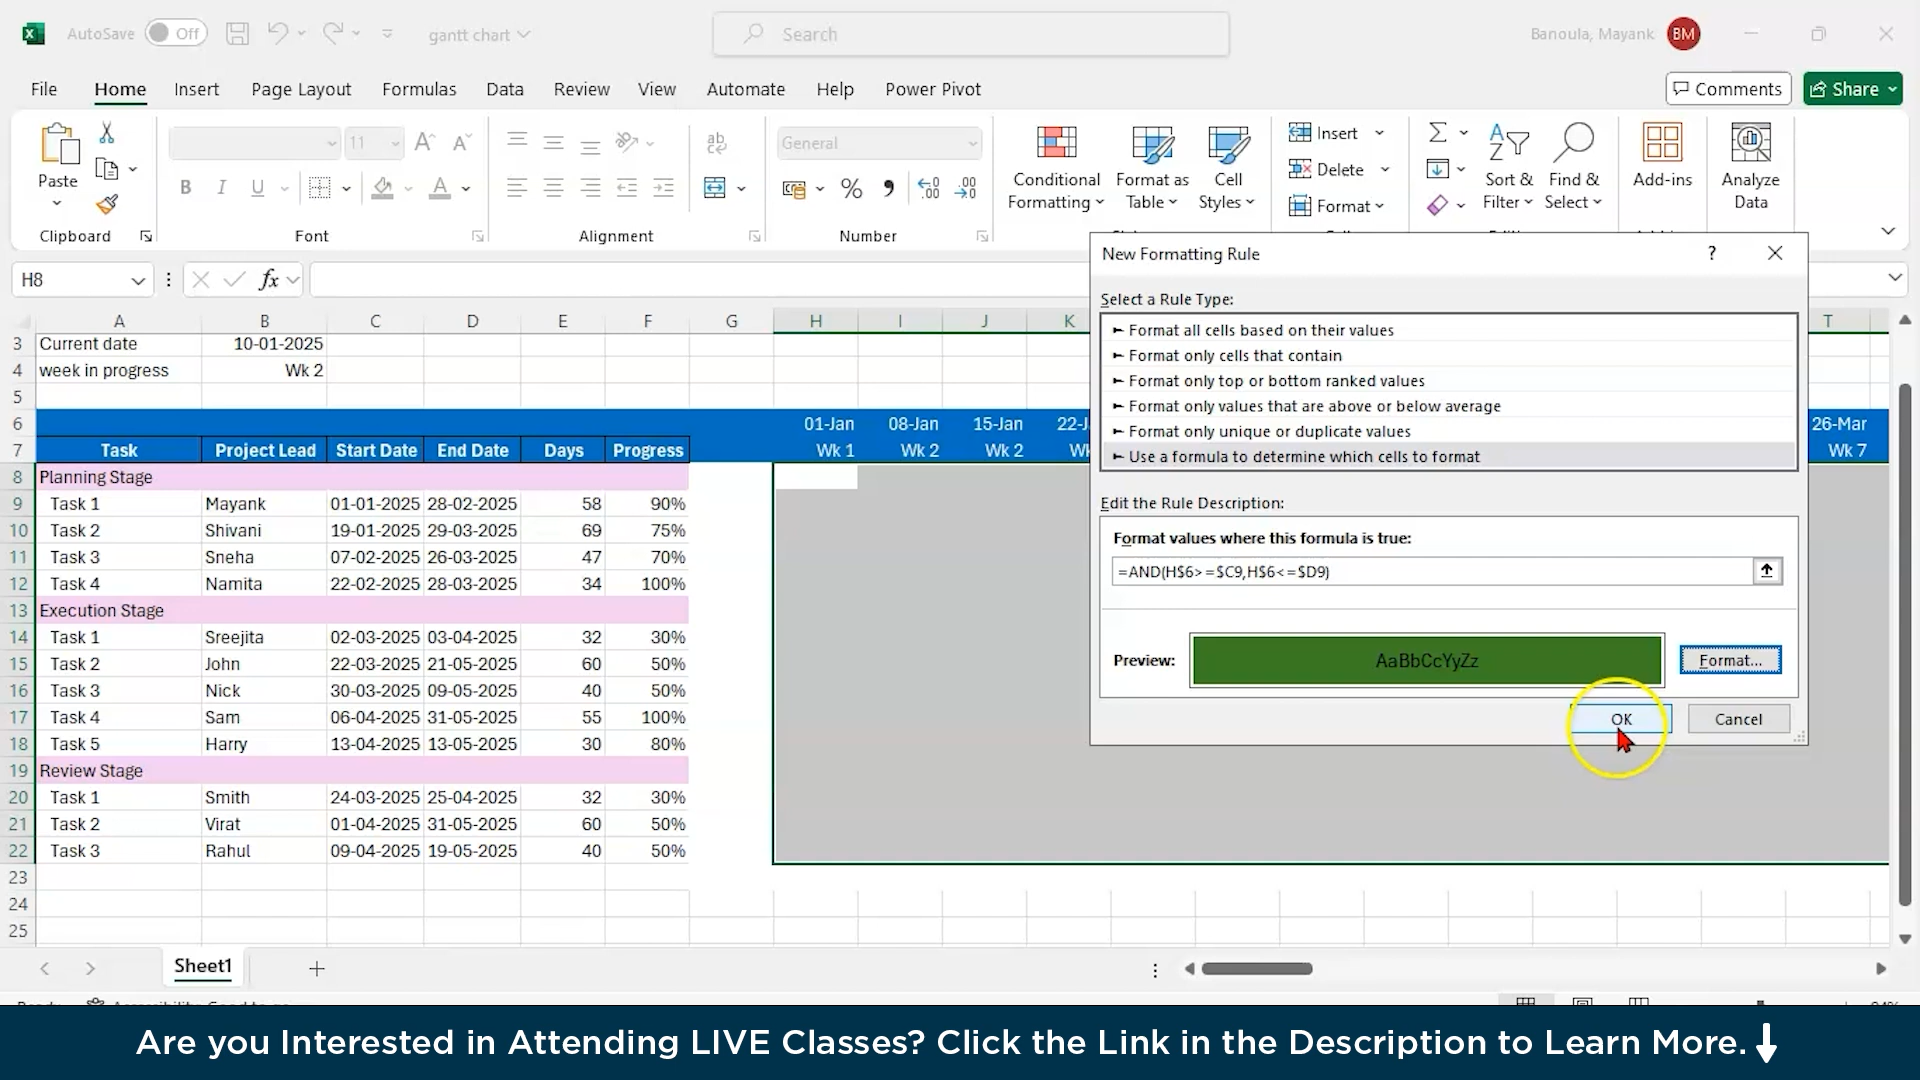 AutoSave Off gantt chart Search Banoula, Mayank BM
File Home Insert Page Layout Formulas Data Review View Automate Help Power Pivot Comments Share
Paste 11 General Conditional Formatting Format as Table Cell Styles Insert Delete Format Sort & Filter Find & Select Add-ins Analyze Data
Clipboard Font Alignment Number
H8 fx
New Formatting Rule ?
Select a Rule Type:
Format all cells based on their values
Format only cells that contain
Format only top or bottom ranked values
Format only values that are above or below average
Format only unique or duplicate values
Use a formula to determine which cells to format
Edit the Rule Description:
Format values where this formula is true:
=AND(H$6>=$C9,H$6<=$D9)
Preview: AaBbCcYyZz Format...
OK Cancel
A B C D E F G H I J K T
3 Current date 10-01-2025
4 week in progress Wk 2
5
6 01-Jan 08-Jan 15-Jan 22-J 26-Mar
7 Task Project Lead Start Date End Date Days Progress Wk 1 Wk 2 Wk 2 Wk Wk 7
8 Planning Stage
9 Task 1 Mayank 01-01-2025 28-02-2025 58 90%
10 Task 2 Shivani 19-01-2025 29-03-2025 69 75%
11 Task 3 Sneha 07-02-2025 26-03-2025 47 70%
12 Task 4 Namita 22-02-2025 28-03-2025 34 100%
13 Execution Stage
14 Task 1 Sreejita 02-03-2025 03-04-2025 32 30%
15 Task 2 John 22-03-2025 21-05-2025 60 50%
16 Task 3 Nick 30-03-2025 09-05-2025 40 50%
17 Task 4 Sam 06-04-2025 31-05-2025 55 100%
18 Task 5 Harry 13-04-2025 13-05-2025 30 80%
19 Review Stage
20 Task 1 Smith 24-03-2025 25-04-2025 32 30%
21 Task 2 Virat 01-04-2025 31-05-2025 60 50%
22 Task 3 Rahul 09-04-2025 19-05-2025 40 50%
23
24
25
Sheet1
Are you Interested in Attending LIVE Classes? Click the Link in the Description to Learn More.